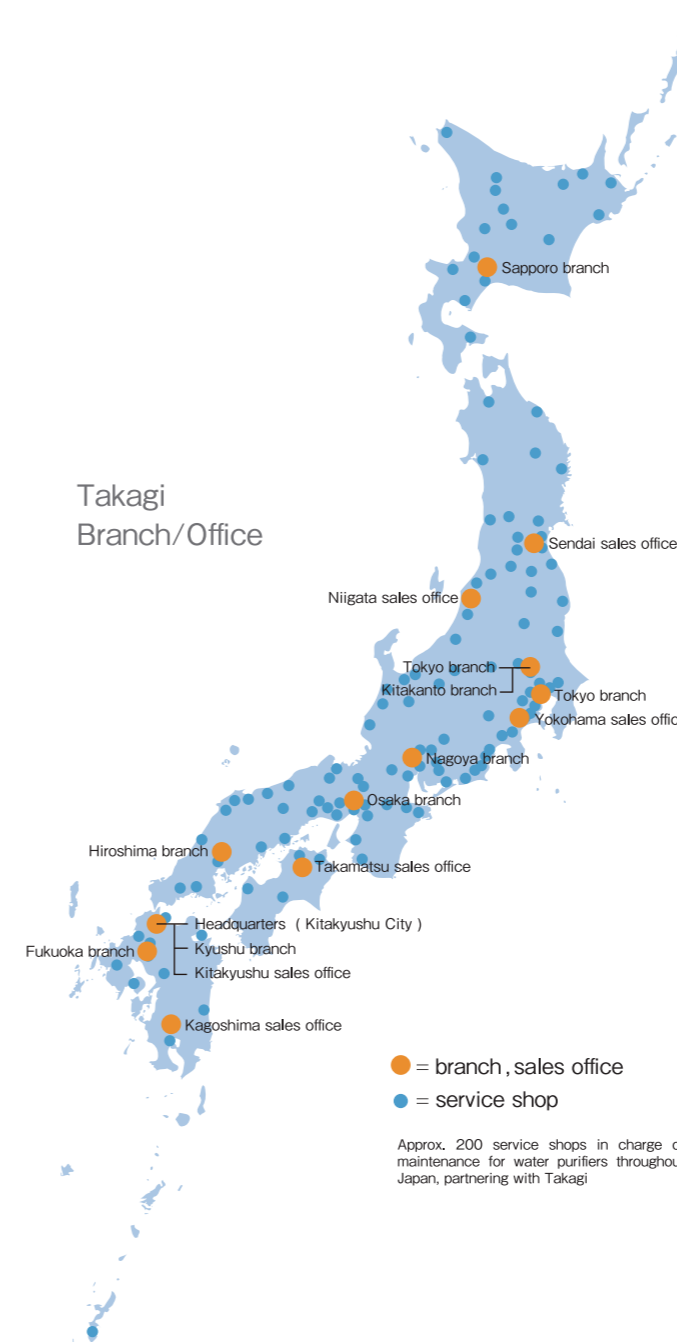 Sapporo branch
Takagi
Branch/Office
Sendai sales office
Niigata sales office
Tokyo branch
Kitakanto branch
Tokyo branch
Yokohama sales offic
Nagoya branch
Osaka branch
Hiroshima branch
Takamatsu sales office
Headquarters ( Kitakyushu City )
Fukuoka branch
Kyushu branch
Kitakyushu sales office
Kagoshima sales office
= branch , sales office
= service shop
Approx. 200 service shops in charge o
maintenance for water purifiers throughou
Japan, partnering with Takagi